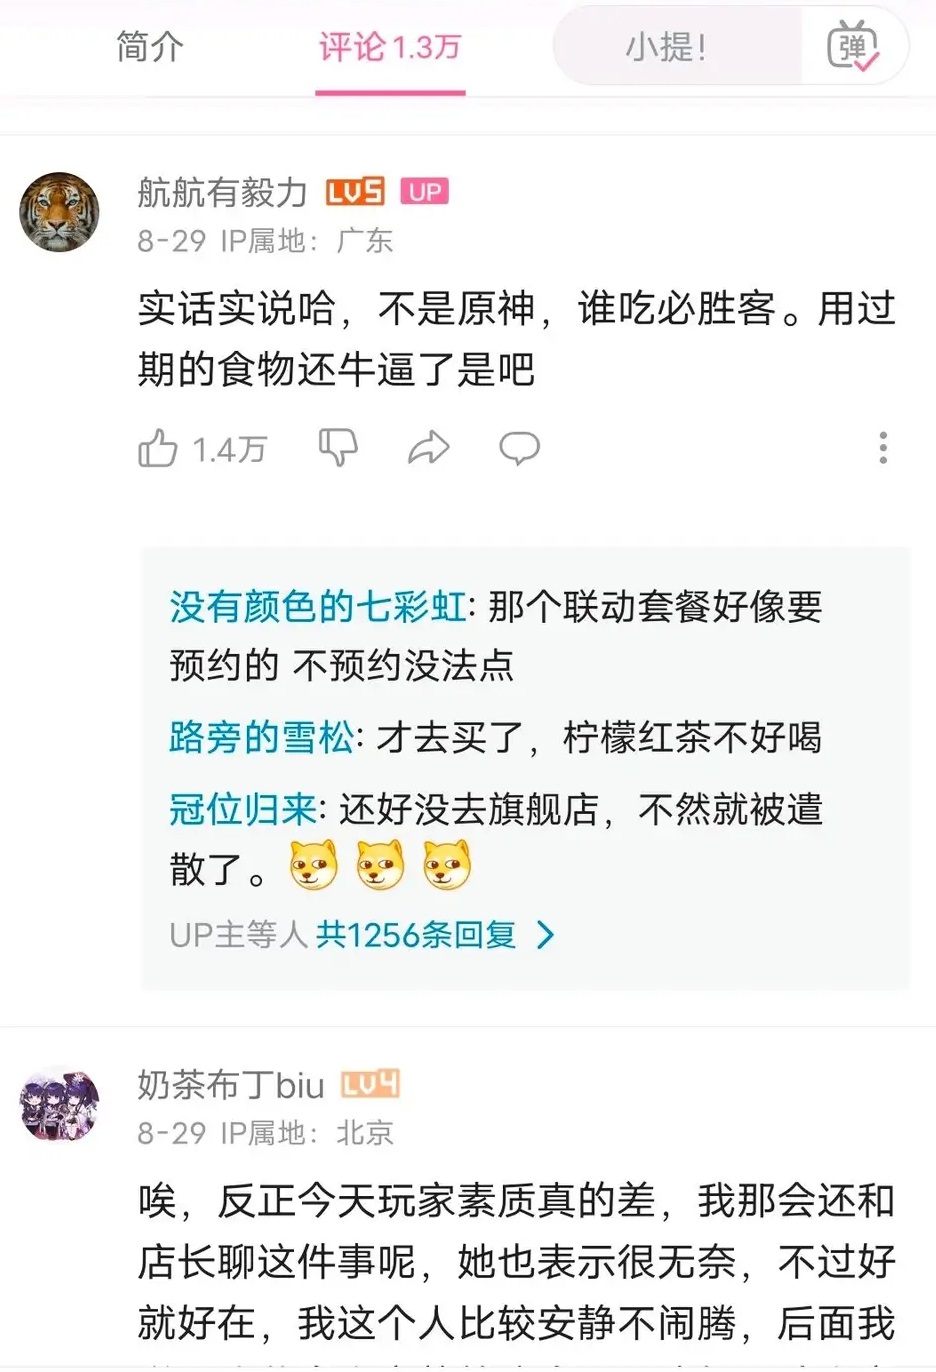 简介
评论 1.3万
小提！
弹
航航有毅力 LV5 UP
8-29 IP属地：广东
实话实说哈，不是原神，谁吃必胜客。用过
期的食物还牛逼了是吧
1.4万
没有颜色的七彩虹: 那个联动套餐好像要
预约的 不预约没法点
路旁的雪松: 才去买了，柠檬红茶不好喝
冠位归来: 还好没去旗舰店，不然就被遣
散了。
UP主等人 共1256条回复 >
奶茶布丁biu LV4
8-29 IP属地：北京
唉，反正今天玩家素质真的差，我那会还和
店长聊这件事呢，她也表示很无奈，不过好
就好在，我这个人比较安静不闹腾，后面我